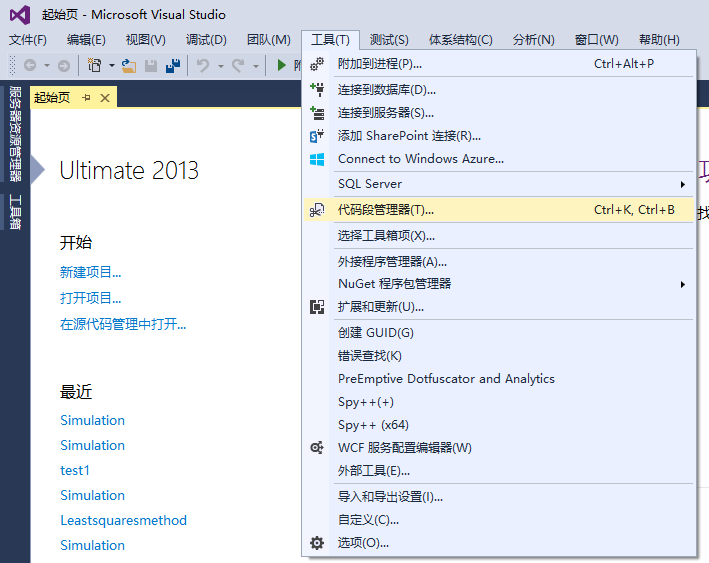 起始页 - Microsoft Visual Studio
文件(F) 编辑(E) 视图(V) 调试(D) 团队(M) 工具(T) 测试(S) 体系结构(C) 分析(N) 窗口(W) 帮助(H)
服务器资源管理器
工具箱
起始页
Ultimate 2013
开始
新建项目...
打开项目...
在源代码管理中打开...
最近
Simulation
Simulation
test1
Simulation
Leastsquaresmethod
Simulation
附加到进程(P)... Ctrl+Alt+P
连接到数据库(D)...
连接到服务器(S)...
添加 SharePoint 连接(R)...
Connect to Windows Azure...
SQL Server
代码段管理器(T)... Ctrl+K, Ctrl+B
选择工具箱项(X)...
外接程序管理器(A)...
NuGet 程序包管理器
扩展和更新(U)...
创建 GUID(G)
错误查找(K)
PreEmptive Dotfuscator and Analytics
Spy++(+)
Spy++ (x64)
WCF 服务配置编辑器(W)
外部工具(E)...
导入和导出设置(I)...
自定义(C)...
选项(O)...